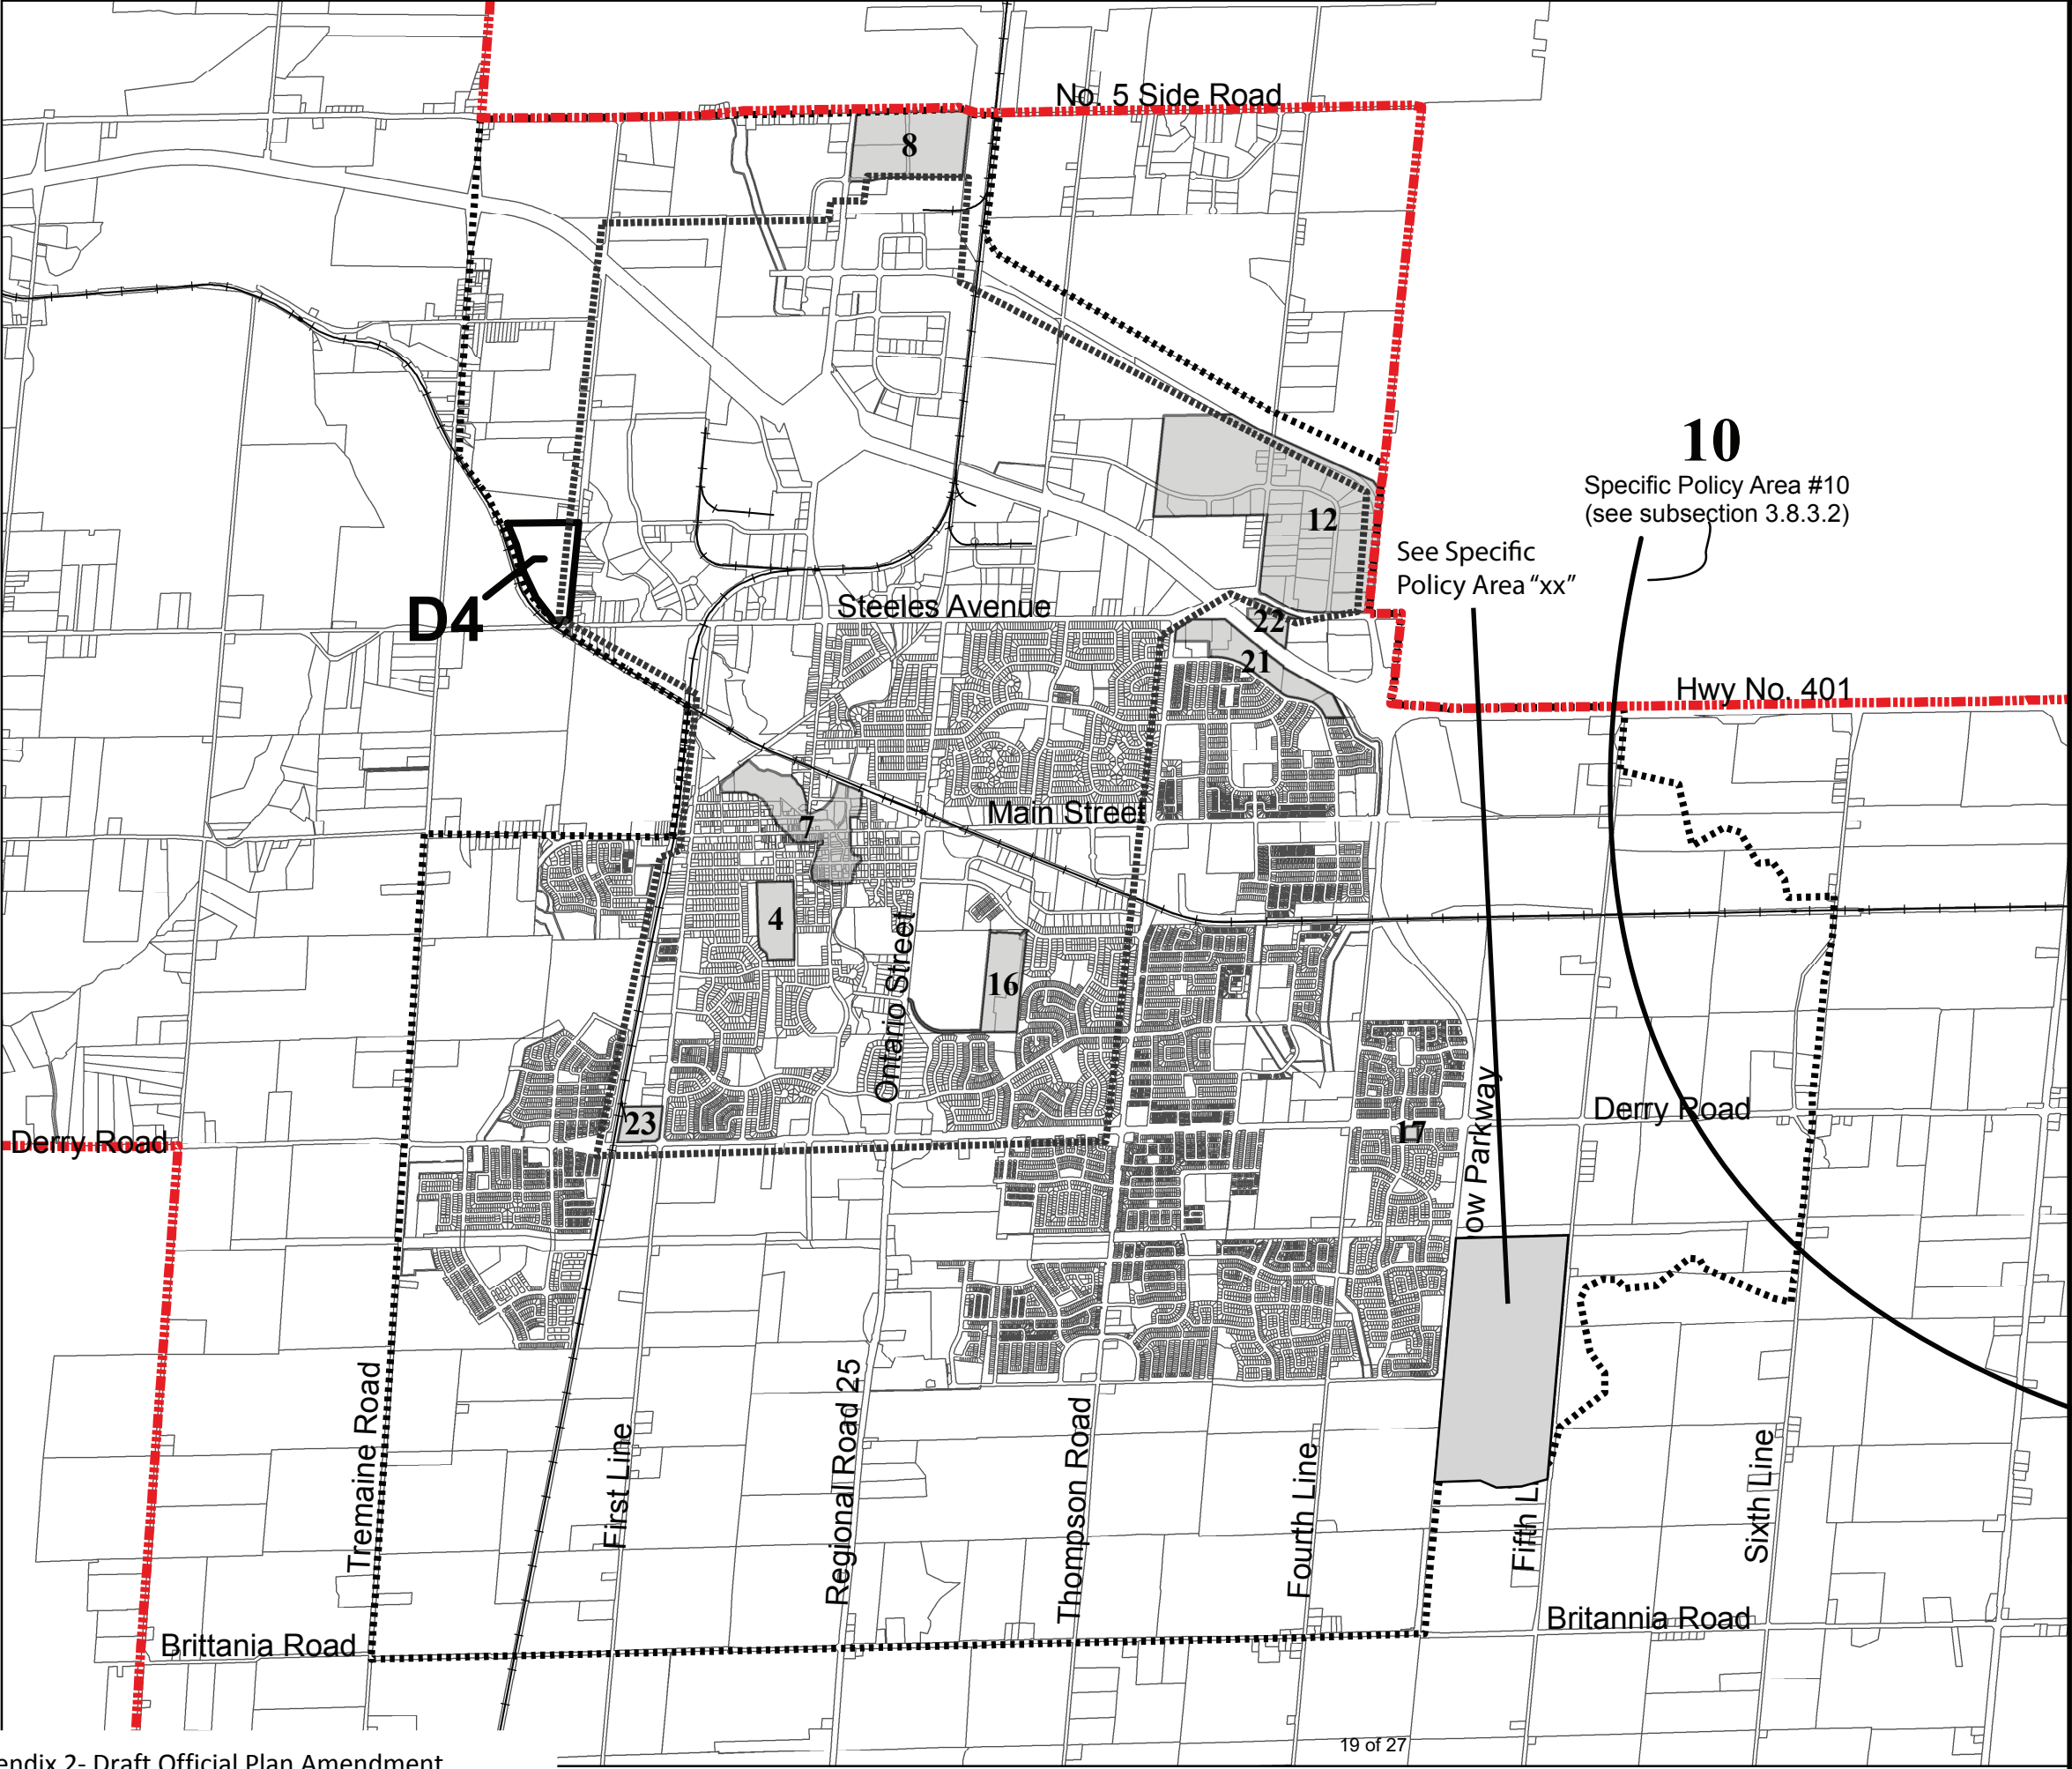 No. 5 Side Road
8
10
Specific Policy Area #10
(see subsection 3.8.3.2)
12
See Specific
Policy Area "xx"
D4
Steeles Avenue
22
21
Hwy No. 401
Main Street
7
4
Ontario Street
16
23
Derry Road
Derry Road
17
ow Parkway
Tremaine Road
First Line
Regional Road 25
Thompson Road
Fourth Line
Fifth L
Sixth Line
Brittania Road
Britannia Road
19 of 27
endix 2- Draft Official Plan Amendment